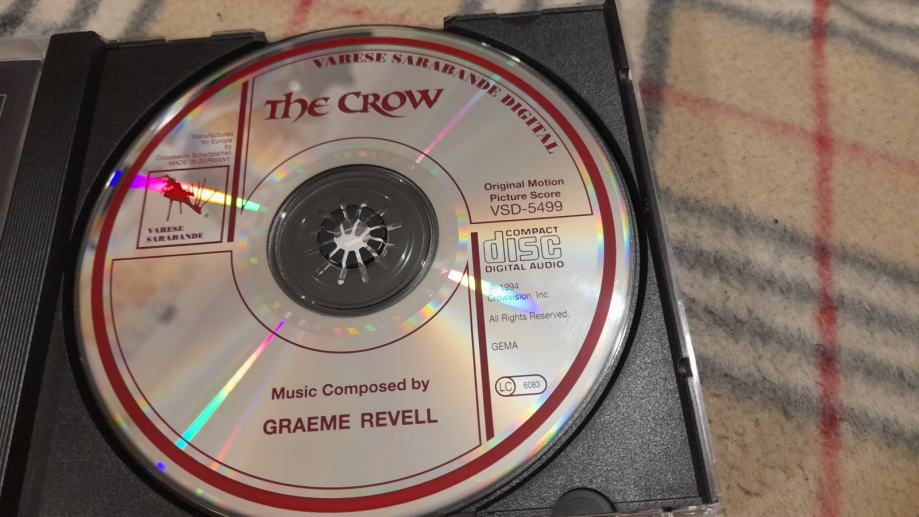 VARESE SARABANDE DIGITAL
THE CROW
Manufactured
for Europe
by
Colosseum Schallplatten
MADE IN GERMANY
VARESE
SARABANDE
Original Motion
Picture Score
VSD-5499
COMPACT
disc
DIGITAL AUDIO
℗ 1994
Crowvision, Inc.
All Rights Reserved.
GEMA
LC 6083
Music Composed by
GRAEME REVELL